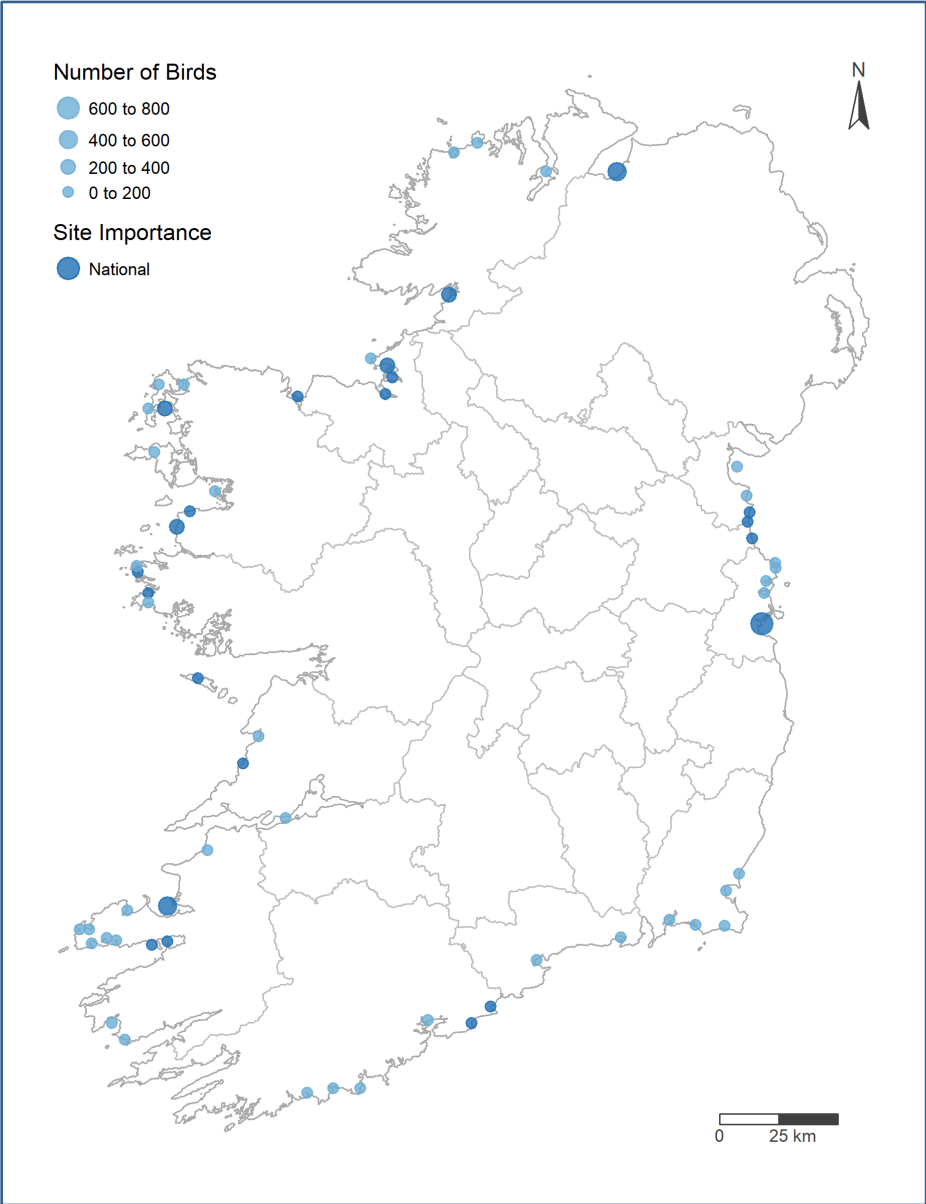 Number of Birds
600 to 800
400 to 600
200 to 400
0 to 200
Site Importance
National
N
0 25 km